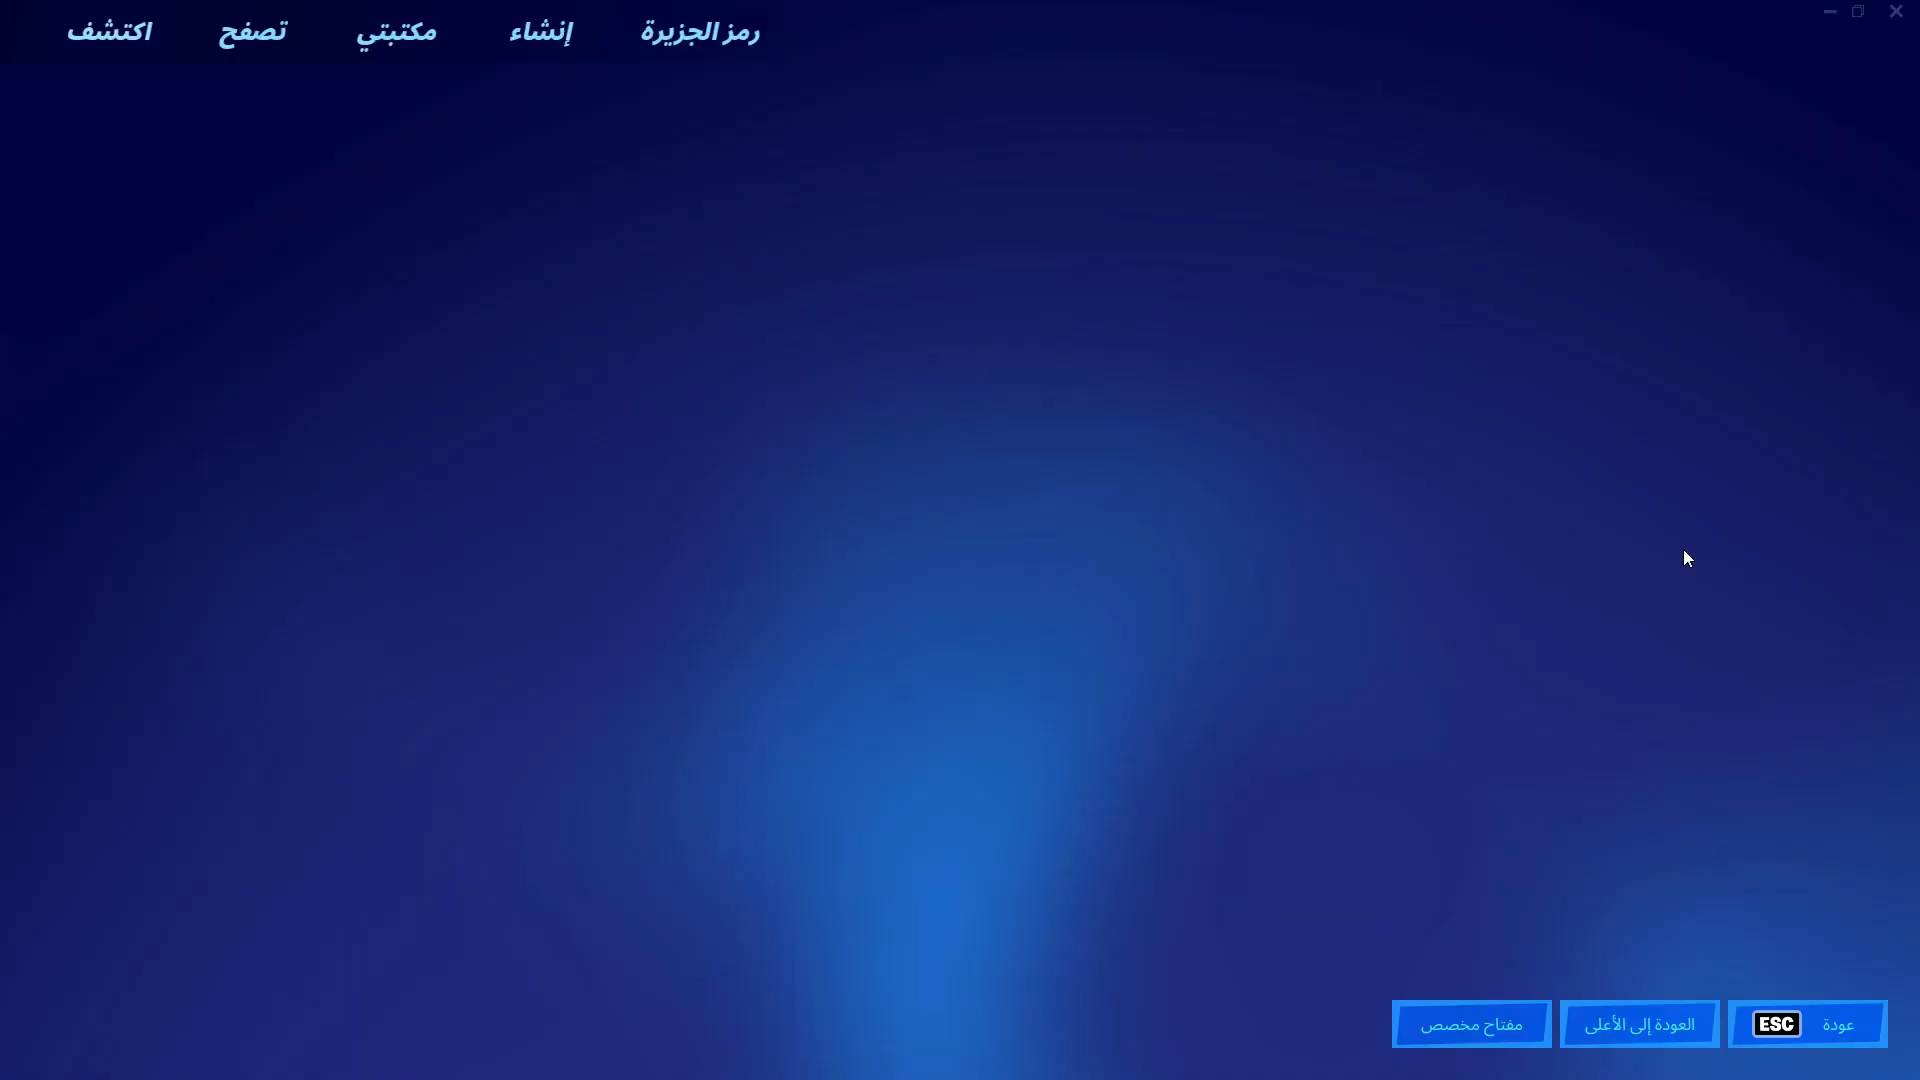 اكتشف
تصفح
مكتبتي
إنشاء
رمز الجزيرة
مفتاح مخصص
العودة إلى الأعلى
عودة ESC